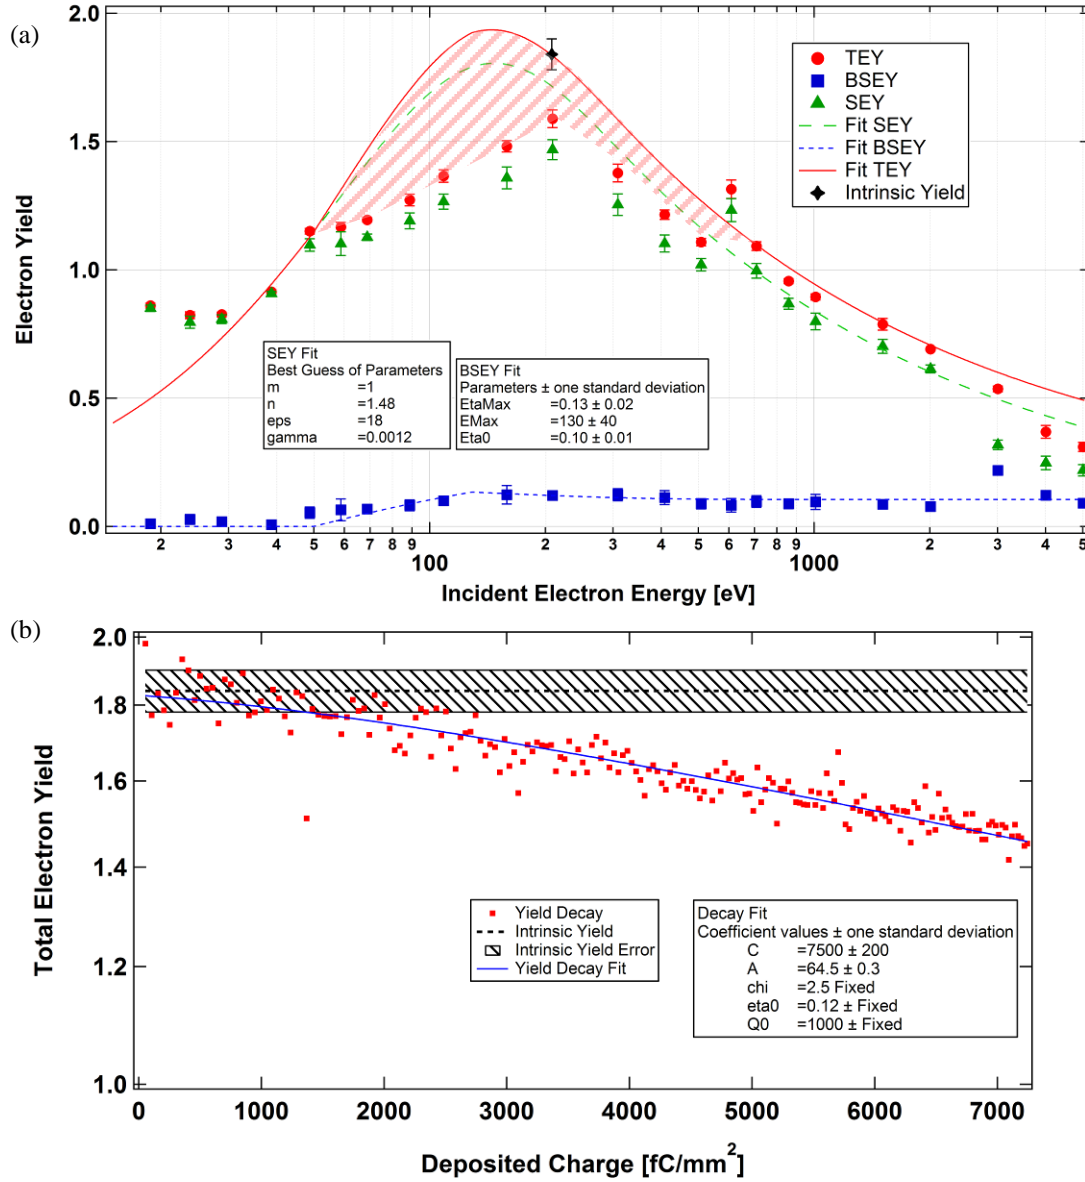 (a)
2.0
1.5
1.0
0.5
0.0
Electron Yield
TEY
BSEY
SEY
Fit SEY
Fit BSEY
Fit TEY
Intrinsic Yield
SEY Fit
Best Guess of Parameters
m =1
n =1.48
eps =18
gamma =0.0012
BSEY Fit
Parameters ± one standard deviation
EtaMax =0.13 ± 0.02
EMax =130 ± 40
Eta0 =0.10 ± 0.01
2 3 4 5 6 7 8 9 100 2 3 4 5 6 7 8 9 1000 2 3 4 5
Incident Electron Energy [eV]
(b)
2.0
1.8
1.6
1.4
1.2
1.0
Total Electron Yield
Yield Decay
Intrinsic Yield
Intrinsic Yield Error
Yield Decay Fit
Decay Fit
Coefficient values ± one standard deviation
C =7500 ± 200
A =64.5 ± 0.3
chi =2.5 Fixed
eta0 =0.12 ± Fixed
Q0 =1000 ± Fixed
0 1000 2000 3000 4000 5000 6000 7000
Deposited Charge [fC/mm²]